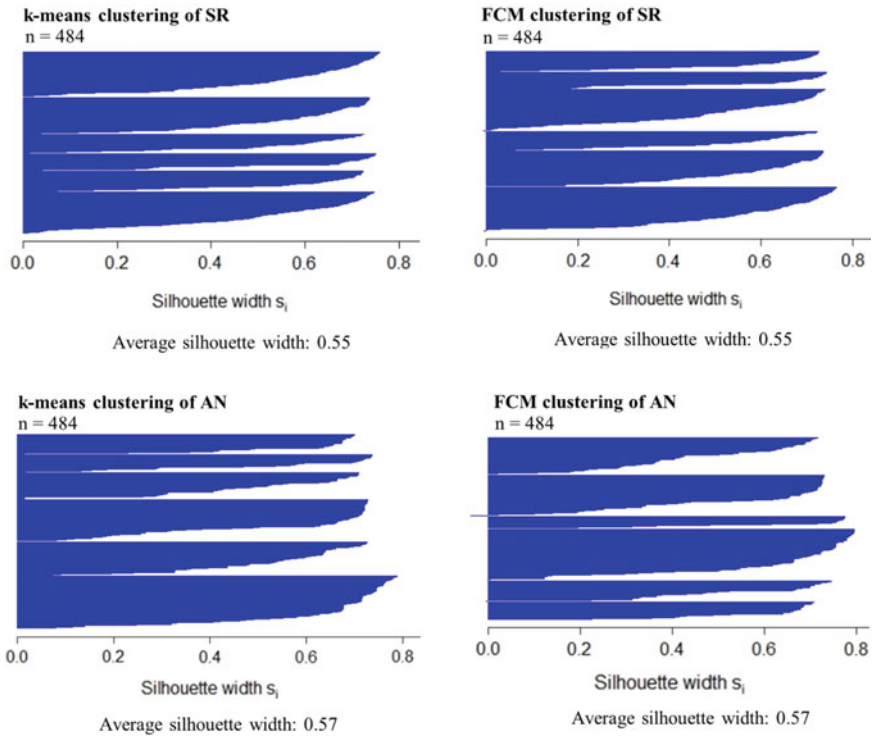 k-means clustering of SR
n = 484
0.0 0.2 0.4 0.6 0.8
Silhouette width si
Average silhouette width: 0.55
FCM clustering of SR
n = 484
0.0 0.2 0.4 0.6 0.8
Silhouette width si
Average silhouette width: 0.55
k-means clustering of AN
n = 484
0.0 0.2 0.4 0.6 0.8
Silhouette width si
Average silhouette width: 0.57
FCM clustering of AN
n = 484
0.0 0.2 0.4 0.6 0.8
Silhouette width si
Average silhouette width: 0.57